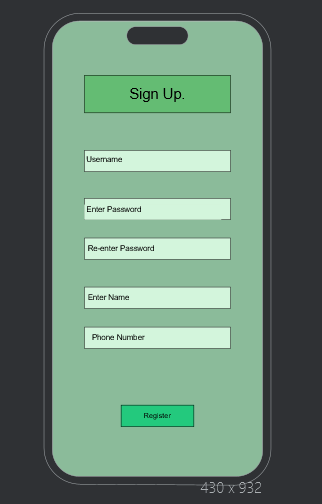 Sign Up.
Username
Enter Password
Re-enter Password
Enter Name
Phone Number
Register
430 x 932